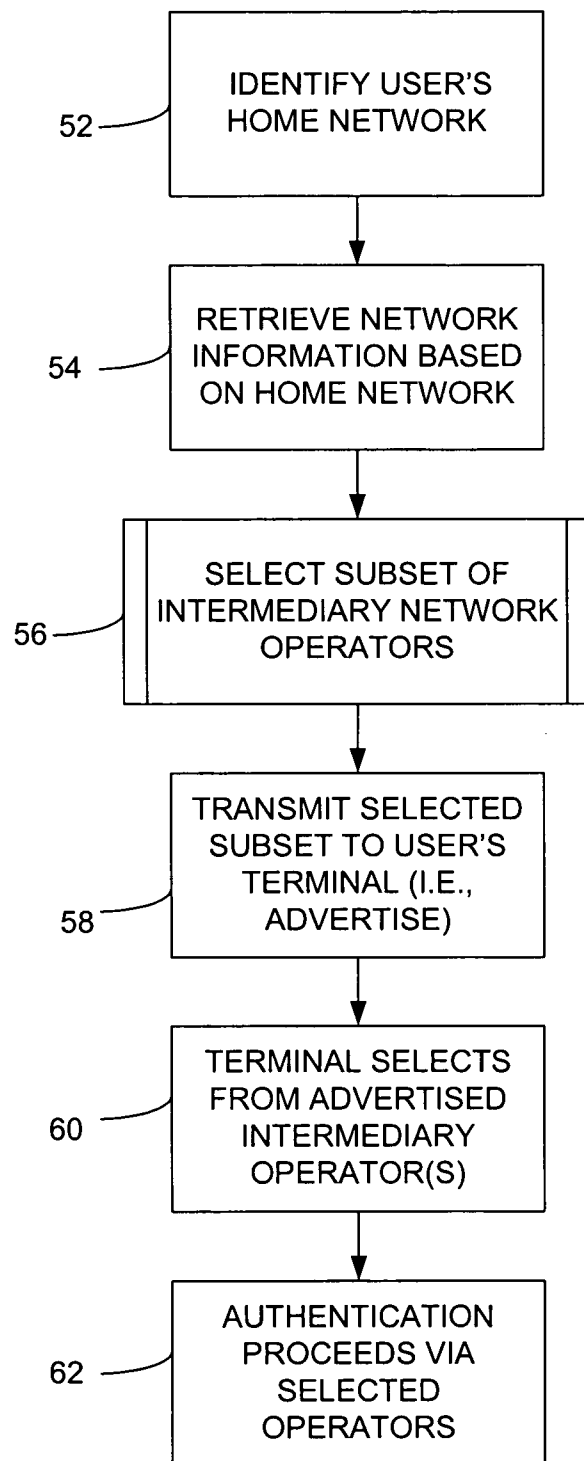 52
IDENTIFY USER'S
HOME NETWORK
54
RETRIEVE NETWORK
INFORMATION BASED
ON HOME NETWORK
56
SELECT SUBSET OF
INTERMEDIARY NETWORK
OPERATORS
58
TRANSMIT SELECTED
SUBSET TO USER'S
TERMINAL (I.E.,
ADVERTISE)
60
TERMINAL SELECTS
FROM ADVERTISED
INTERMEDIARY
OPERATOR(S)
62
AUTHENTICATION
PROCEEDS VIA
SELECTED
OPERATORS